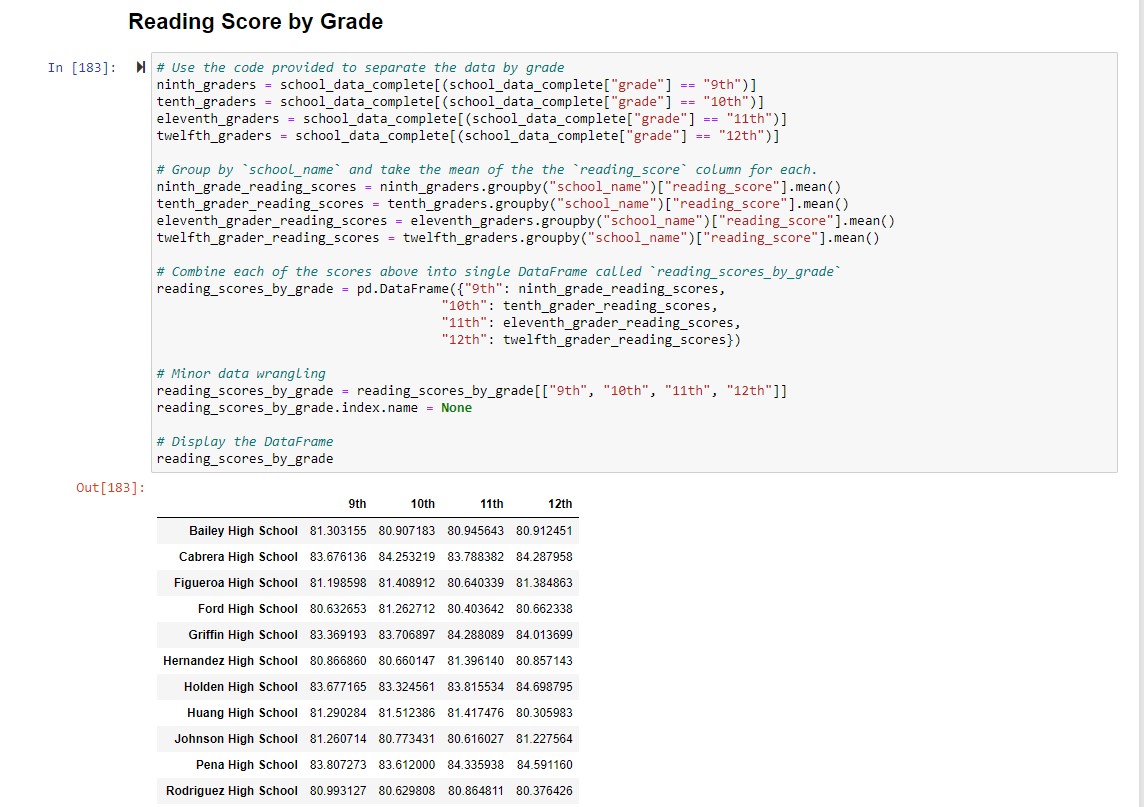 Reading Score by Grade
In [183]:
# Use the code provided to separate the data by grade
ninth_graders = school_data_complete[(school_data_complete["grade"] == "9th")]
tenth_graders = school_data_complete[(school_data_complete["grade"] == "10th")]
eleventh_graders = school_data_complete[(school_data_complete["grade"] == "11th")]
twelfth_graders = school_data_complete[(school_data_complete["grade"] == "12th")]
# Group by `school_name` and take the mean of the the `reading_score` column for each.
ninth_grade_reading_scores = ninth_graders.groupby("school_name")["reading_score"].mean()
tenth_grader_reading_scores = tenth_graders.groupby("school_name")["reading_score"].mean()
eleventh_grader_reading_scores = eleventh_graders.groupby("school_name")["reading_score"].mean()
twelfth_grader_reading_scores = twelfth_graders.groupby("school_name")["reading_score"].mean()
# Combine each of the scores above into single DataFrame called `reading_scores_by_grade`
reading_scores_by_grade = pd.DataFrame({"9th": ninth_grade_reading_scores,
"10th": tenth_grader_reading_scores,
"11th": eleventh_grader_reading_scores,
"12th": twelfth_grader_reading_scores})
# Minor data wrangling
reading_scores_by_grade = reading_scores_by_grade[["9th", "10th", "11th", "12th"]]
reading_scores_by_grade.index.name = None
# Display the DataFrame
reading_scores_by_grade
Out[183]:
9th 10th 11th 12th
Bailey High School 81.303155 80.907183 80.945643 80.912451
Cabrera High School 83.676136 84.253219 83.788382 84.287958
Figueroa High School 81.198598 81.408912 80.640339 81.384863
Ford High School 80.632653 81.262712 80.403642 80.662338
Griffin High School 83.369193 83.706897 84.288089 84.013699
Hernandez High School 80.866860 80.660147 81.396140 80.857143
Holden High School 83.677165 83.324561 83.815534 84.698795
Huang High School 81.290284 81.512386 81.417476 80.305983
Johnson High School 81.260714 80.773431 80.616027 81.227564
Pena High School 83.807273 83.612000 84.335938 84.591160
Rodriguez High School 80.993127 80.629808 80.864811 80.376426